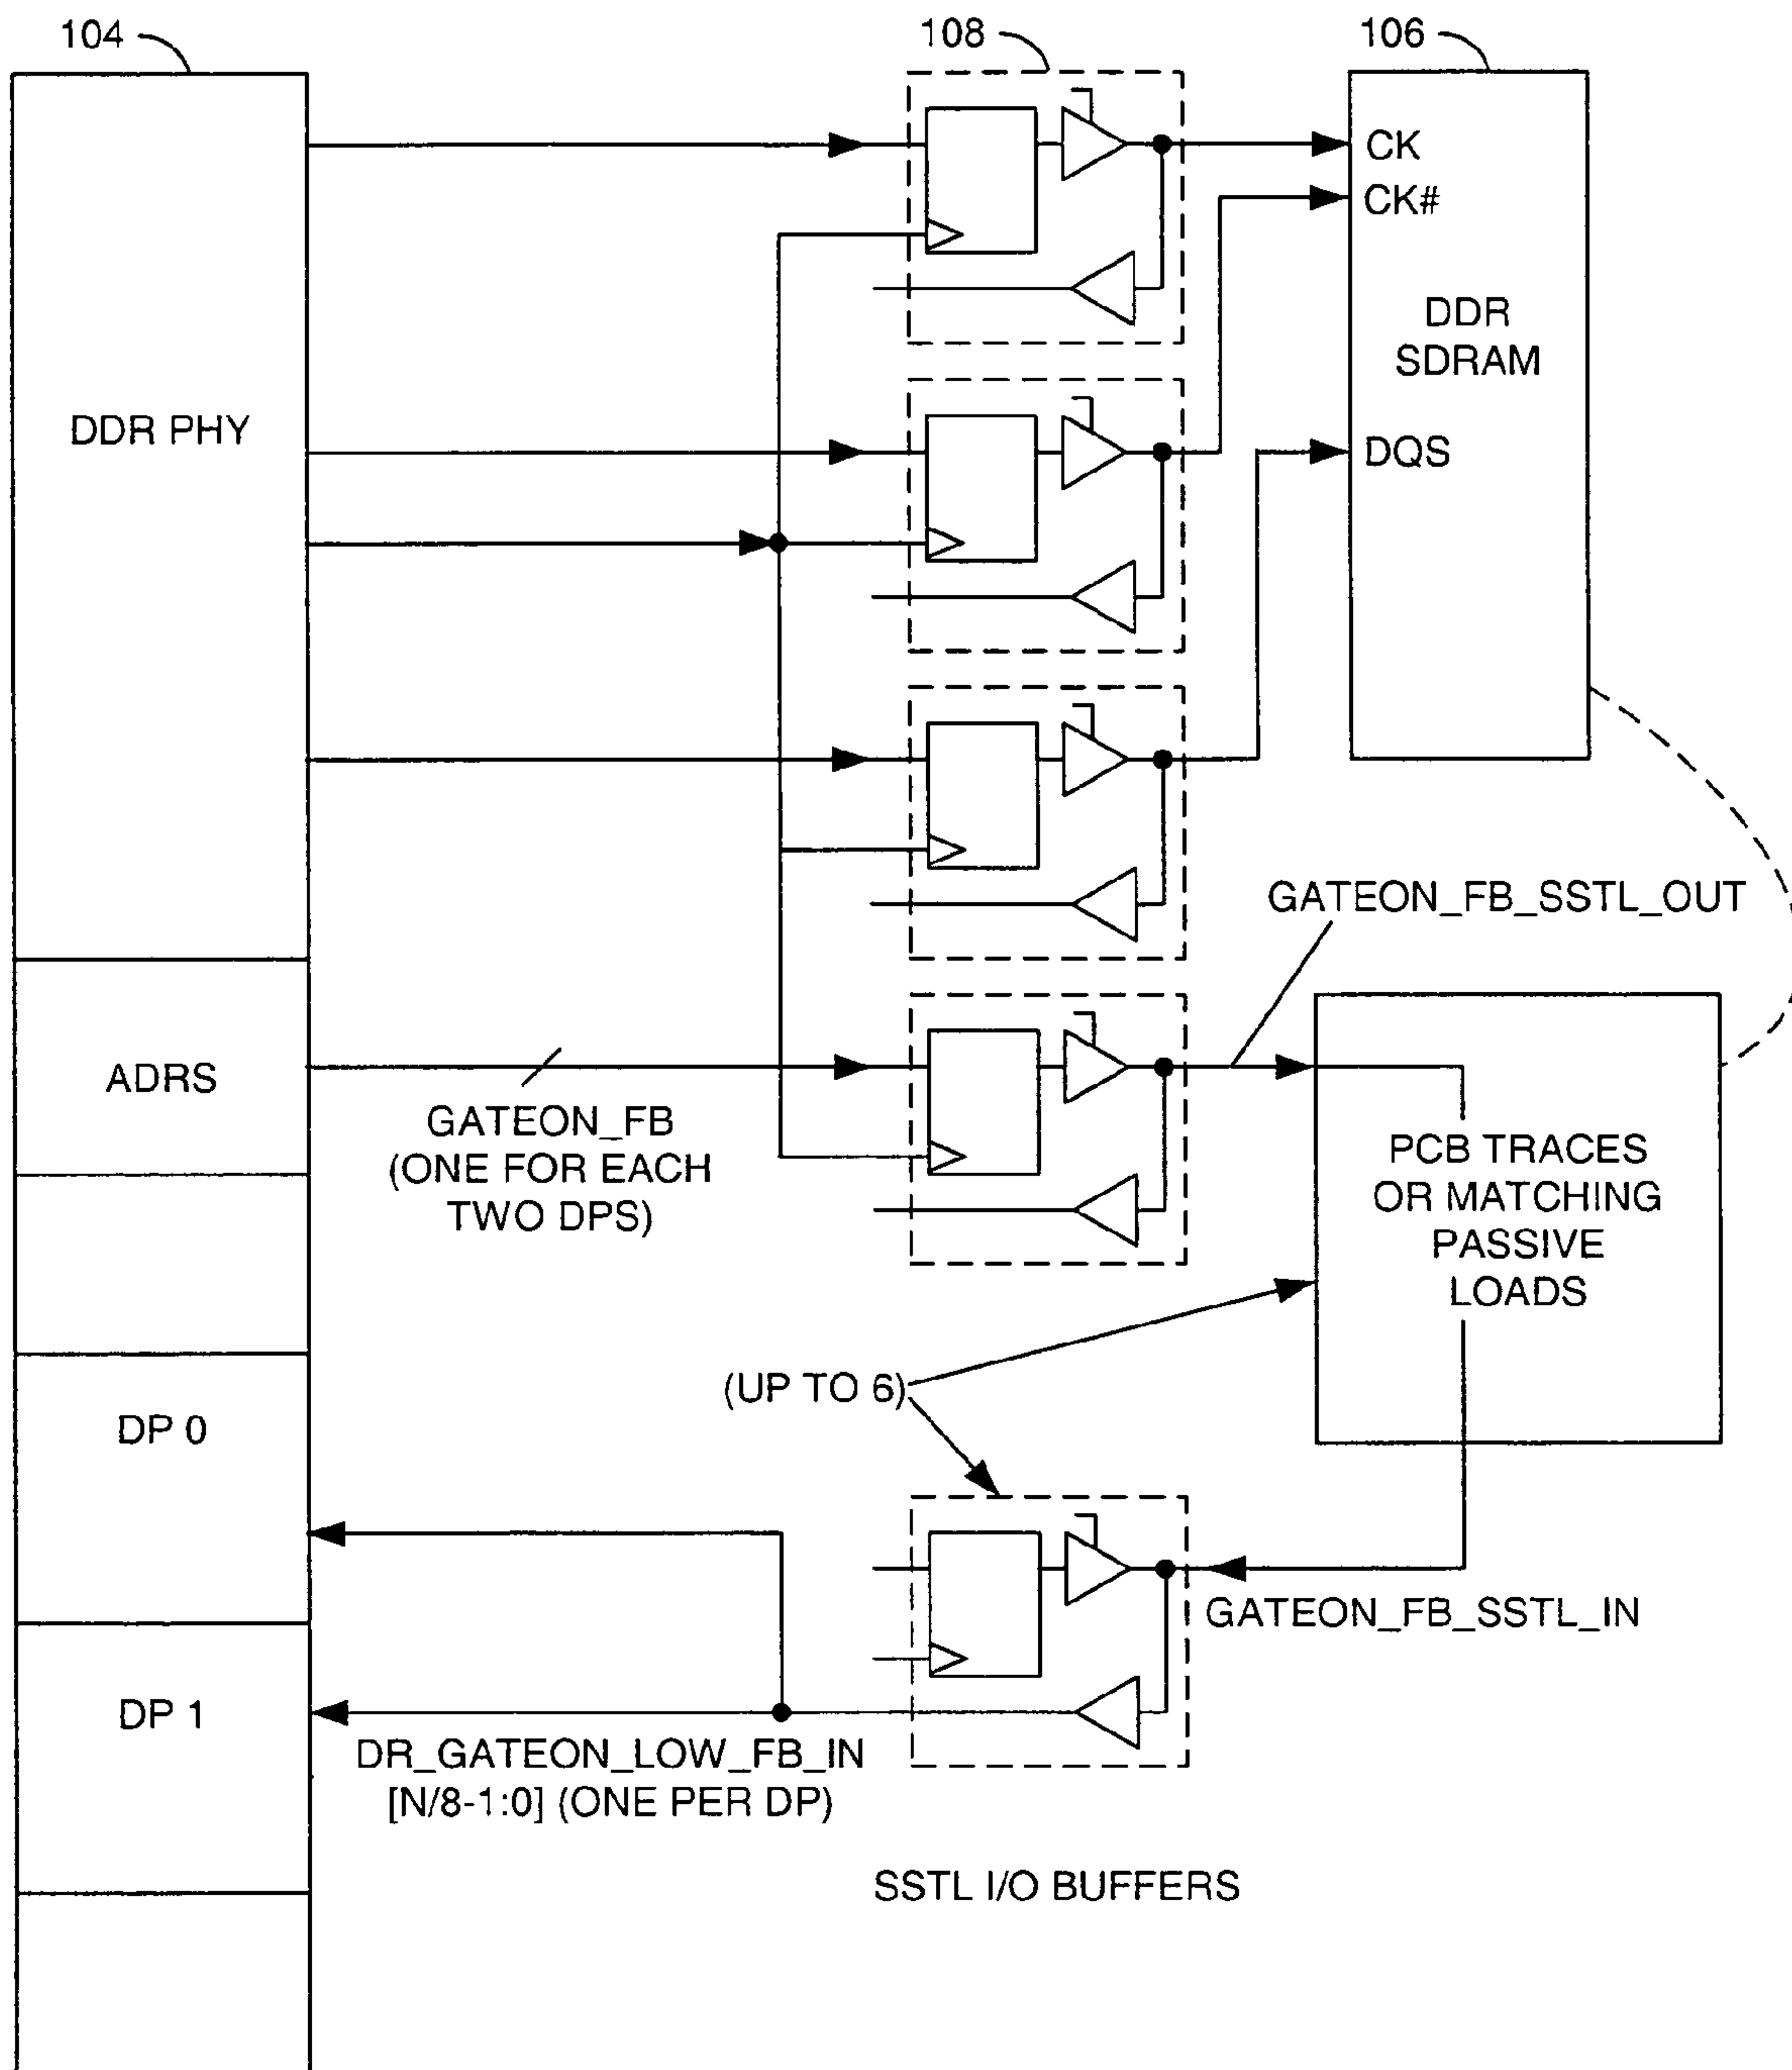 104
108
106
CK
CK#
DDR
SDRAM
DDR PHY
DQS
GATEON_FB_SSTL_OUT
ADRS
GATEON_FB
(ONE FOR EACH
TWO DPS)
PCB TRACES
OR MATCHING
PASSIVE
LOADS
(UP TO 6)
DP 0
GATEON_FB_SSTL_IN
DP 1
DR_GATEON_LOW_FB_IN
[N/8-1:0] (ONE PER DP)
SSTL I/O BUFFERS